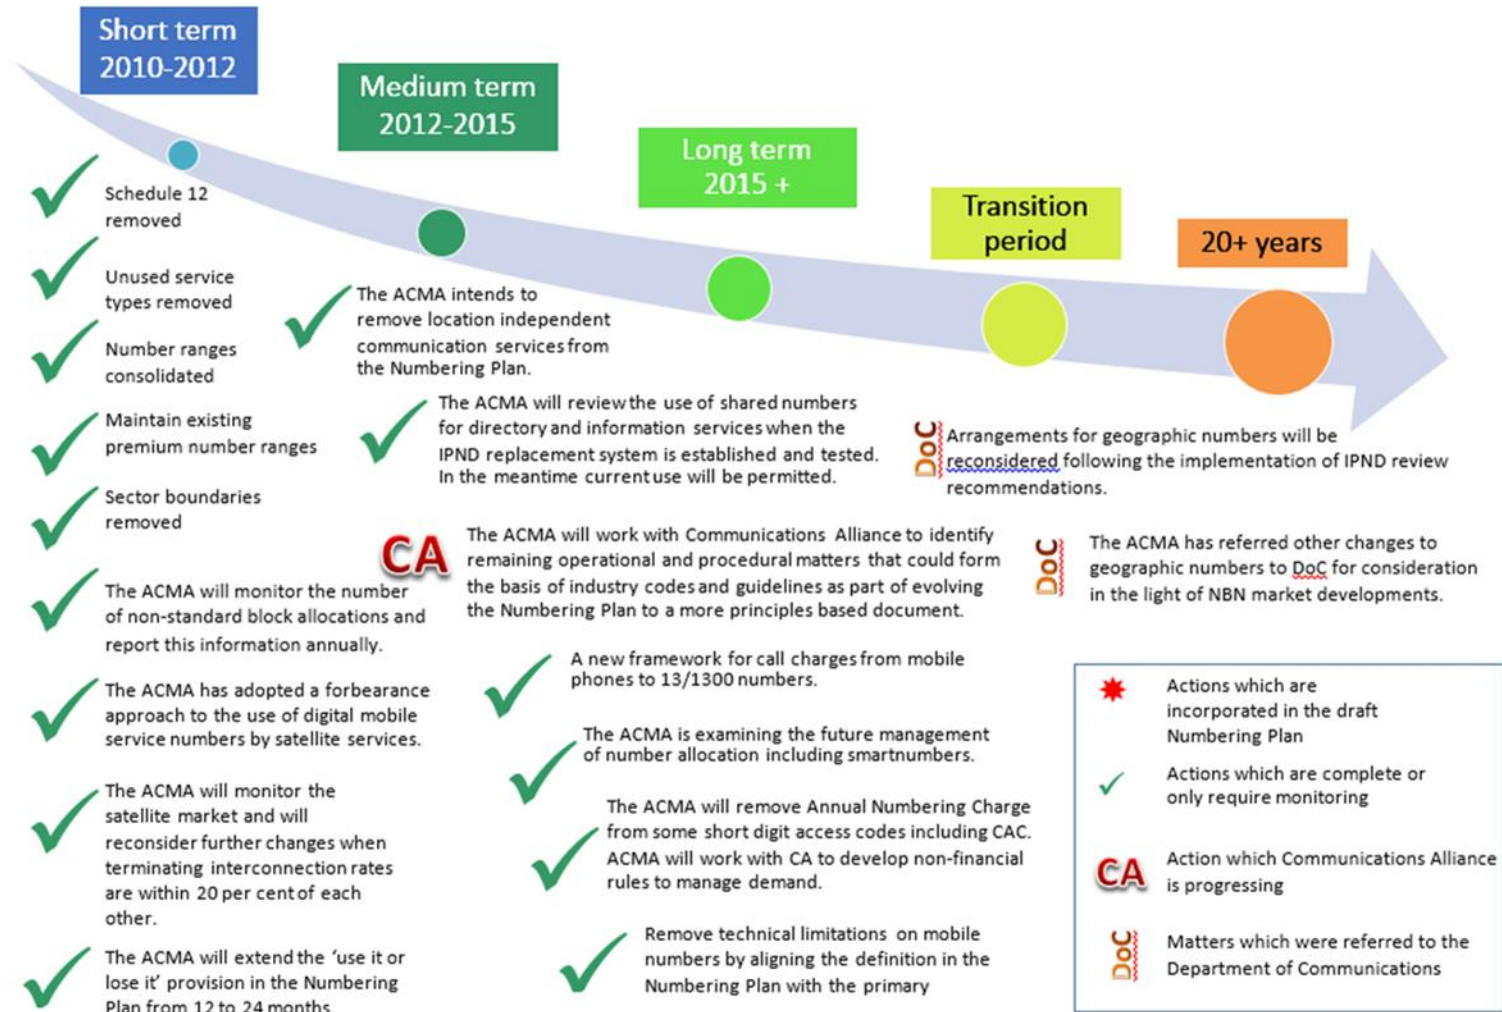 Short term
2010-2012
Medium term
2012-2015
Long term
2015 +
Transition
period
20+ years
Schedule 12
removed
Unused service
types removed
Number ranges
consolidated
Maintain existing
premium number ranges
Sector boundaries
removed
The ACMA will monitor the number
of non-standard block allocations and
report this information annually.
The ACMA has adopted a forbearance
approach to the use of digital mobile
service numbers by satellite services.
The ACMA will monitor the
satellite market and will
reconsider further changes when
terminating interconnection rates
are within 20 per cent of each
other.
The ACMA will extend the ‘use it or
lose it’ provision in the Numbering
Plan from 12 to 24 months.
The ACMA intends to
remove location independent
communication services from
the Numbering Plan.
The ACMA will review the use of shared numbers
for directory and information services when the
IPND replacement system is established and tested.
In the meantime current use will be permitted.
CA
The ACMA will work with Communications Alliance to identify
remaining operational and procedural matters that could form
the basis of industry codes and guidelines as part of evolving
the Numbering Plan to a more principles based document.
A new framework for call charges from mobile
phones to 13/1300 numbers.
The ACMA is examining the future management
of number allocation including smartnumbers.
The ACMA will remove Annual Numbering Charge
from some short digit access codes including CAC.
ACMA will work with CA to develop non-financial
rules to manage demand.
Remove technical limitations on mobile
numbers by aligning the definition in the
Numbering Plan with the primary
DoC
Arrangements for geographic numbers will be
reconsidered following the implementation of IPND review
recommendations.
DoC
The ACMA has referred other changes to
geographic numbers to DoC for consideration
in the light of NBN market developments.
Actions which are
incorporated in the draft
Numbering Plan
Actions which are complete or
only require monitoring
CA
Action which Communications Alliance
is progressing
DoC
Matters which were referred to the
Department of Communications